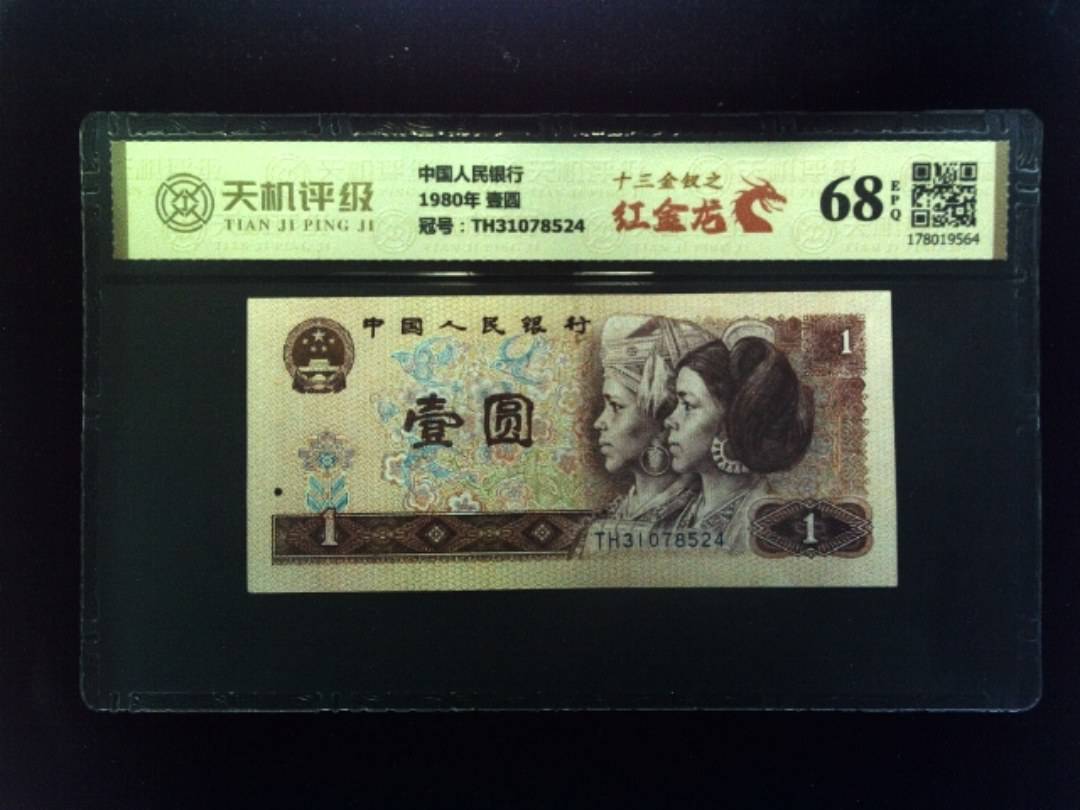 天机评级
TIAN JI PING JI
中国人民银行
1980年 壹圆
冠号：TH31078524
十三金钗之
红金龙
68
EPQ
178019564
中国人民银行
1
壹圆
1
TH31078524
1